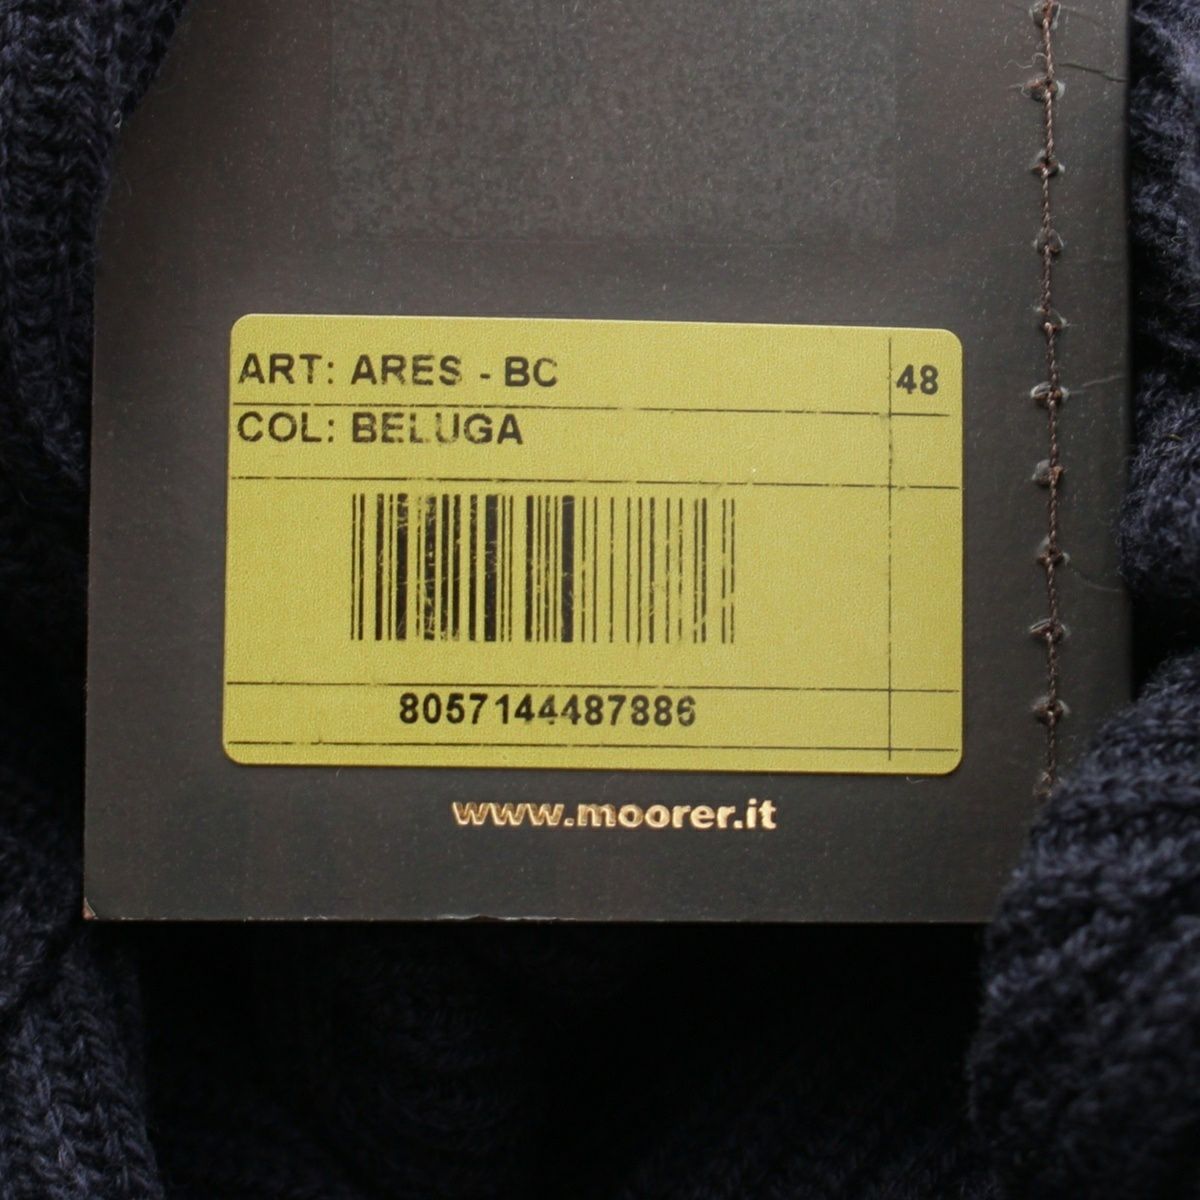 ART: ARES - BC 48
COL: BELUGA
8057144487886
www.moorer.it